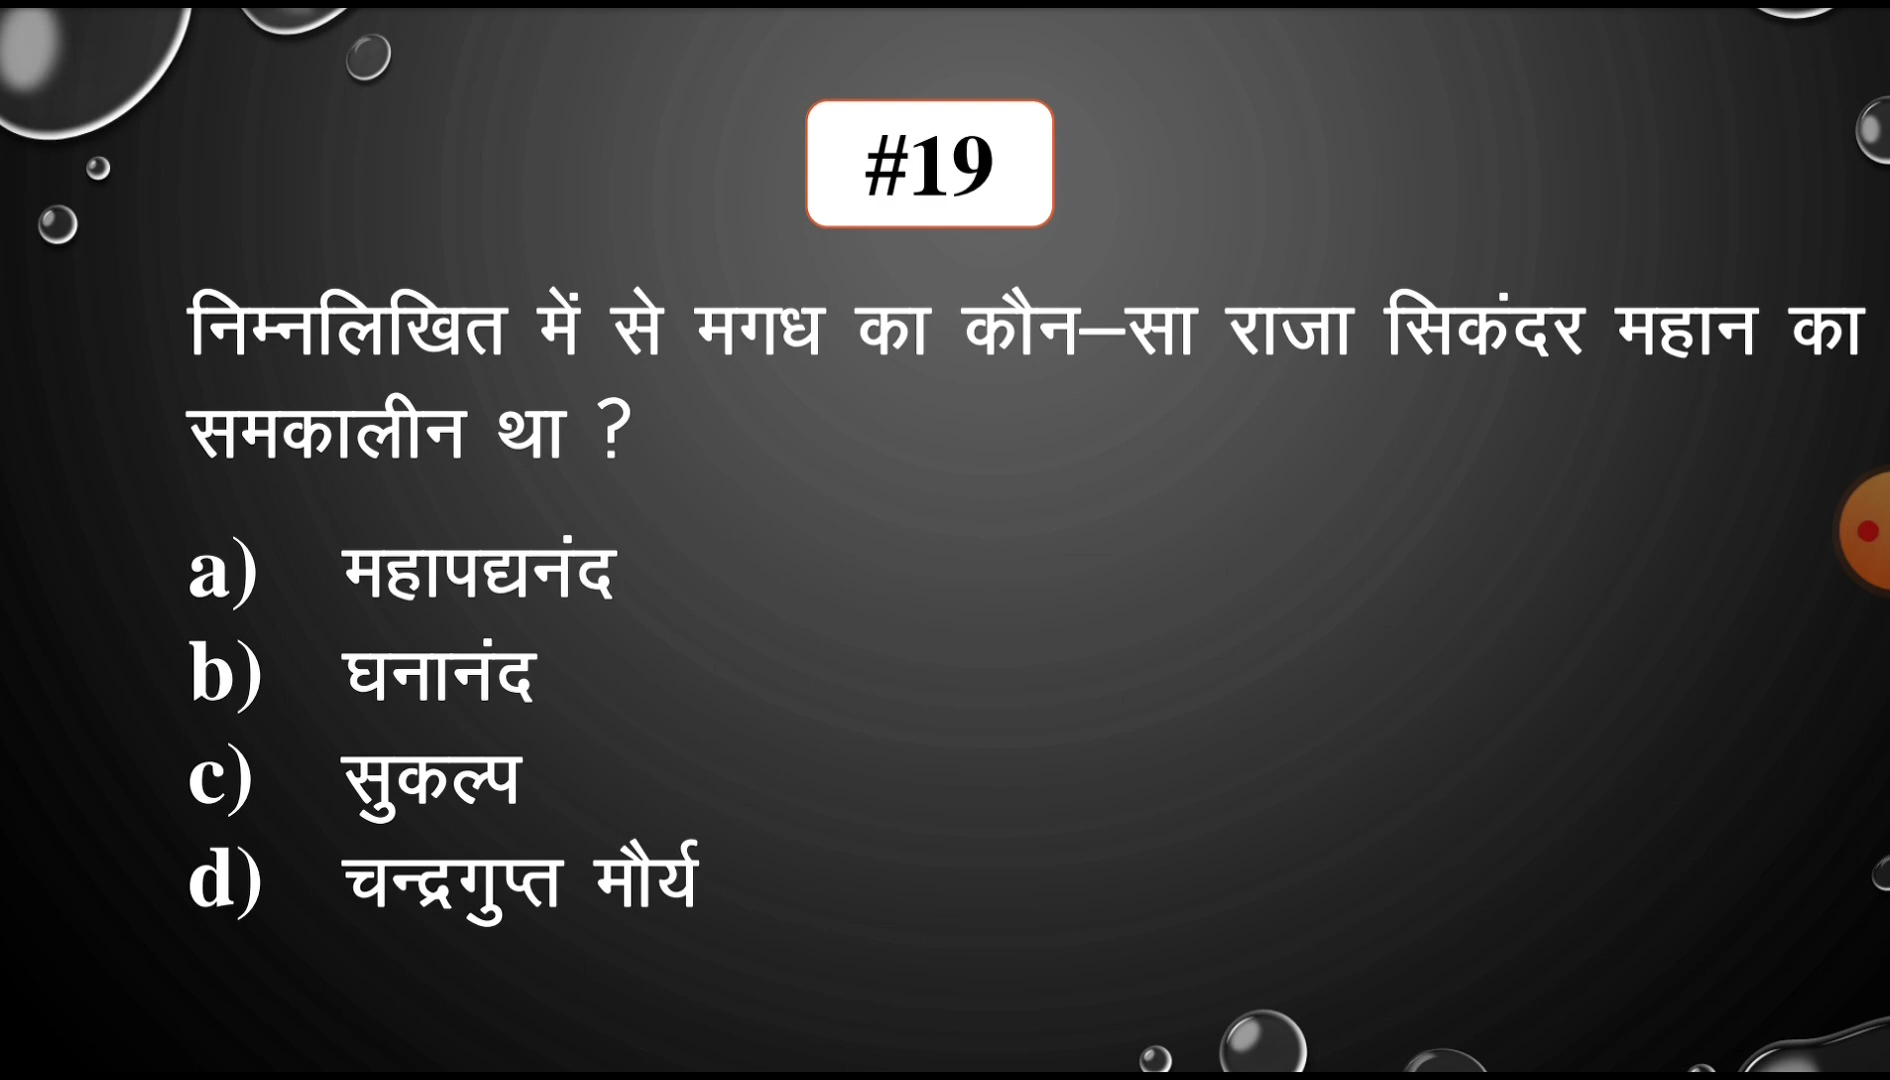 #19
निम्नलिखित में से मगध का कौन–सा राजा सिकंदर महान का
समकालीन था ?
a) महापद्यनंद
b) घनानंद
c) सुकल्प
d) चन्द्रगुप्त मौर्य